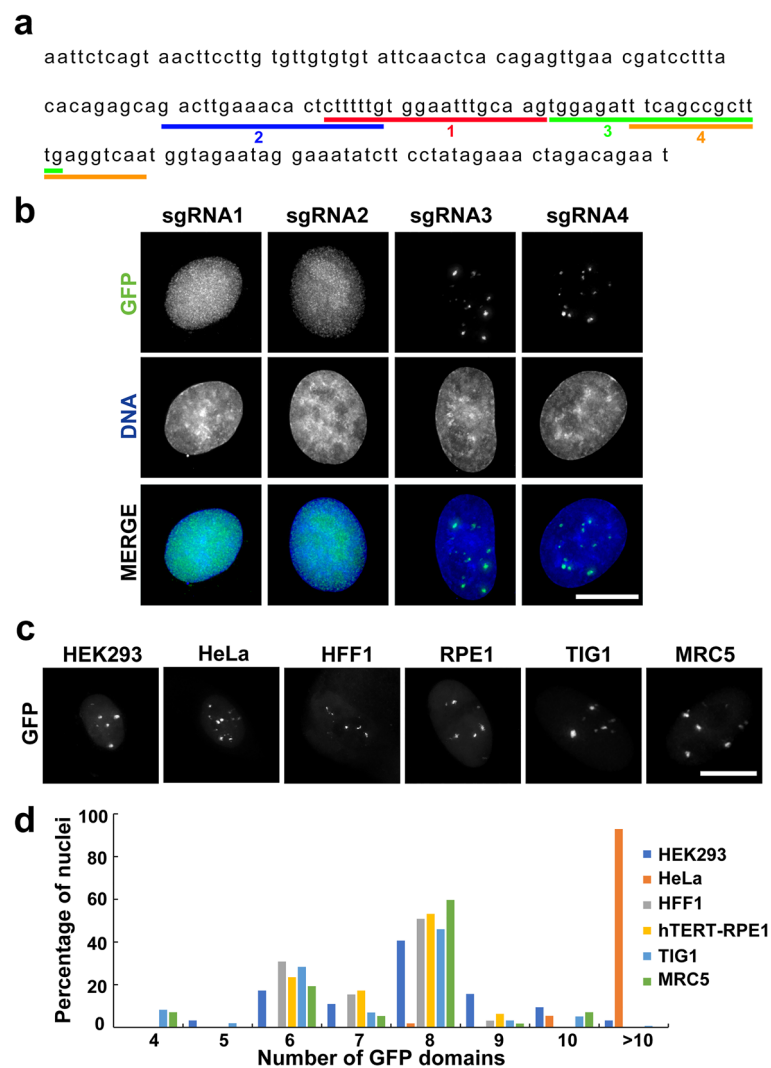 a
aattctcagt aacttccttg tgttgtgtgt attcaactca cagagttgaa cgatccttta
cacagagcag acttgaaaca ctctttttgt ggaatttgcaa gtggagatt tcagccgctt
2 1 3 4
tgaggtcaat ggtagaatag gaaatatctt cctatagaaa ctagacagaat
b
sgRNA1 sgRNA2 sgRNA3 sgRNA4
GFP
DNA
MERGE
c
HEK293 HeLa HFF1 RPE1 TIG1 MRC5
GFP
d
Percentage of nuclei
100
80
60
40
20
0
4 5 6 7 8 9 10 >10
Number of GFP domains
HEK293
HeLa
HFF1
hTERT-RPE1
TIG1
MRC5